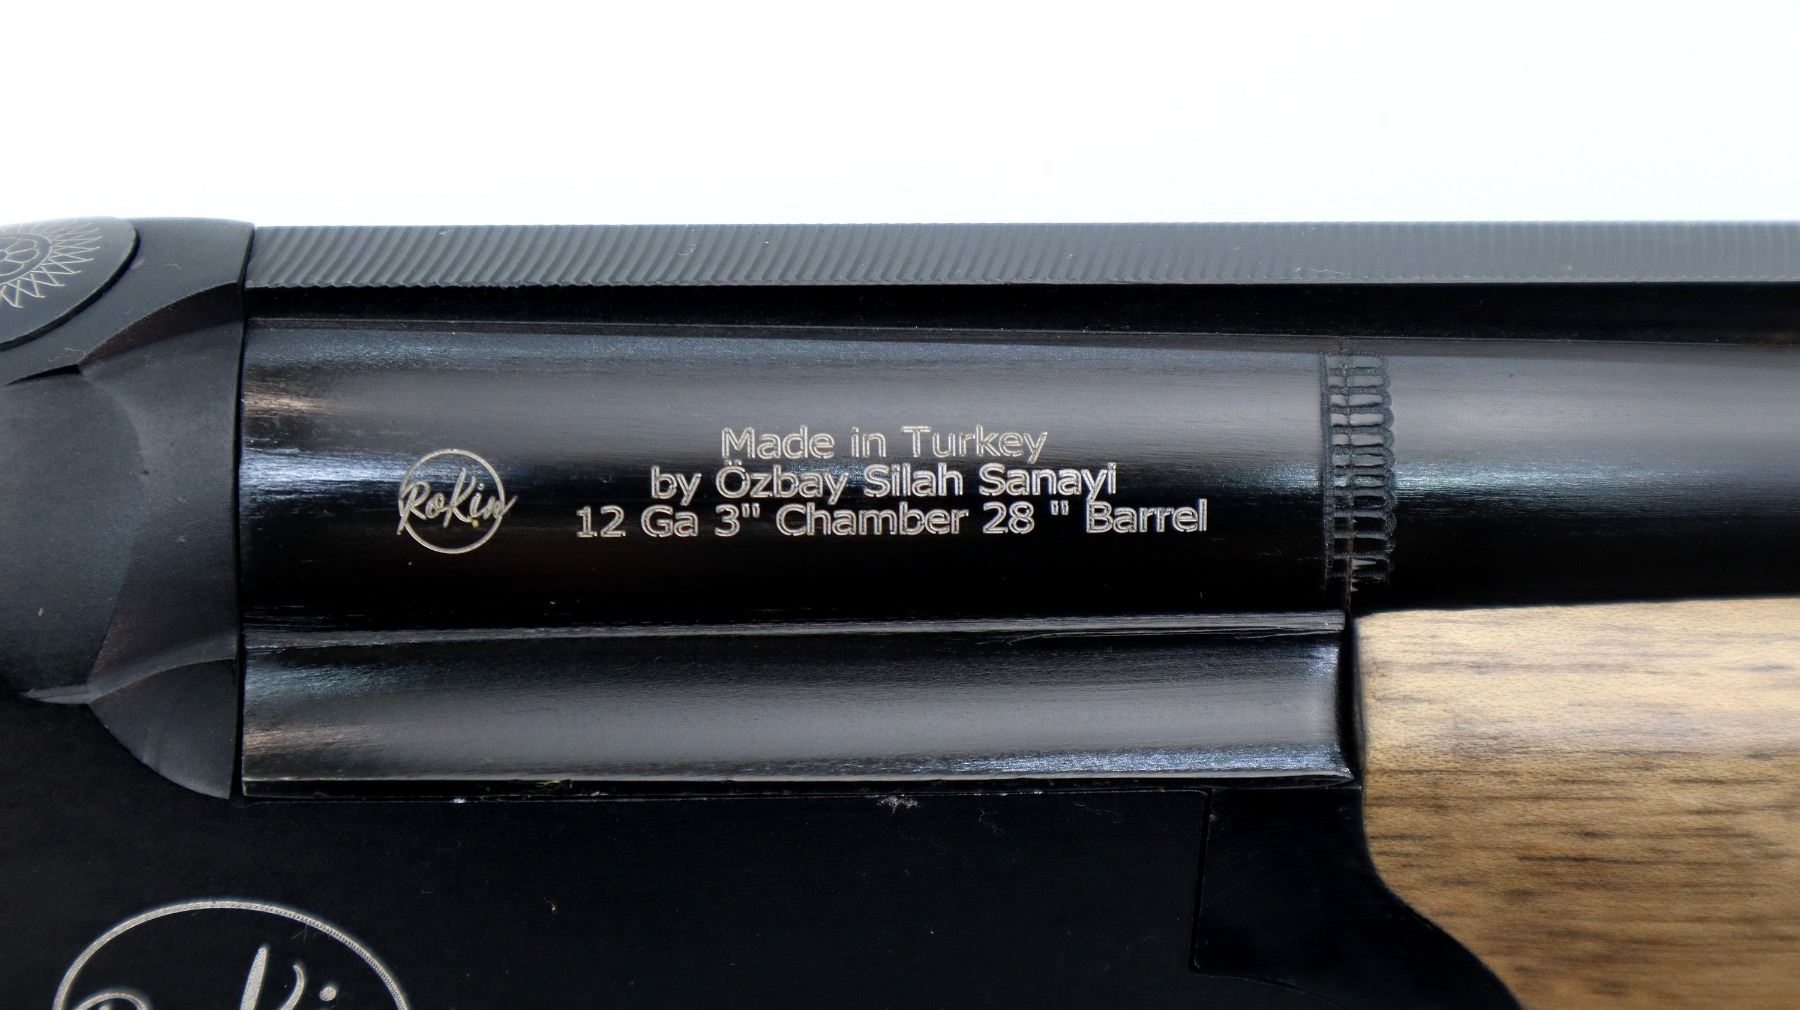 Made in Turkey
by Özbay Silah Sanayi
RoKin
12 Ga 3" Chamber 28 " Barrel